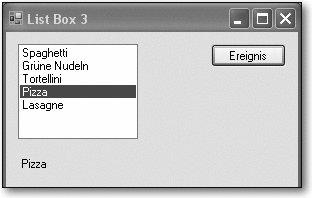 List Box 3
Spaghetti
Grüne Nudeln
Tortellini
Pizza
Lasagne
Ereignis
Pizza